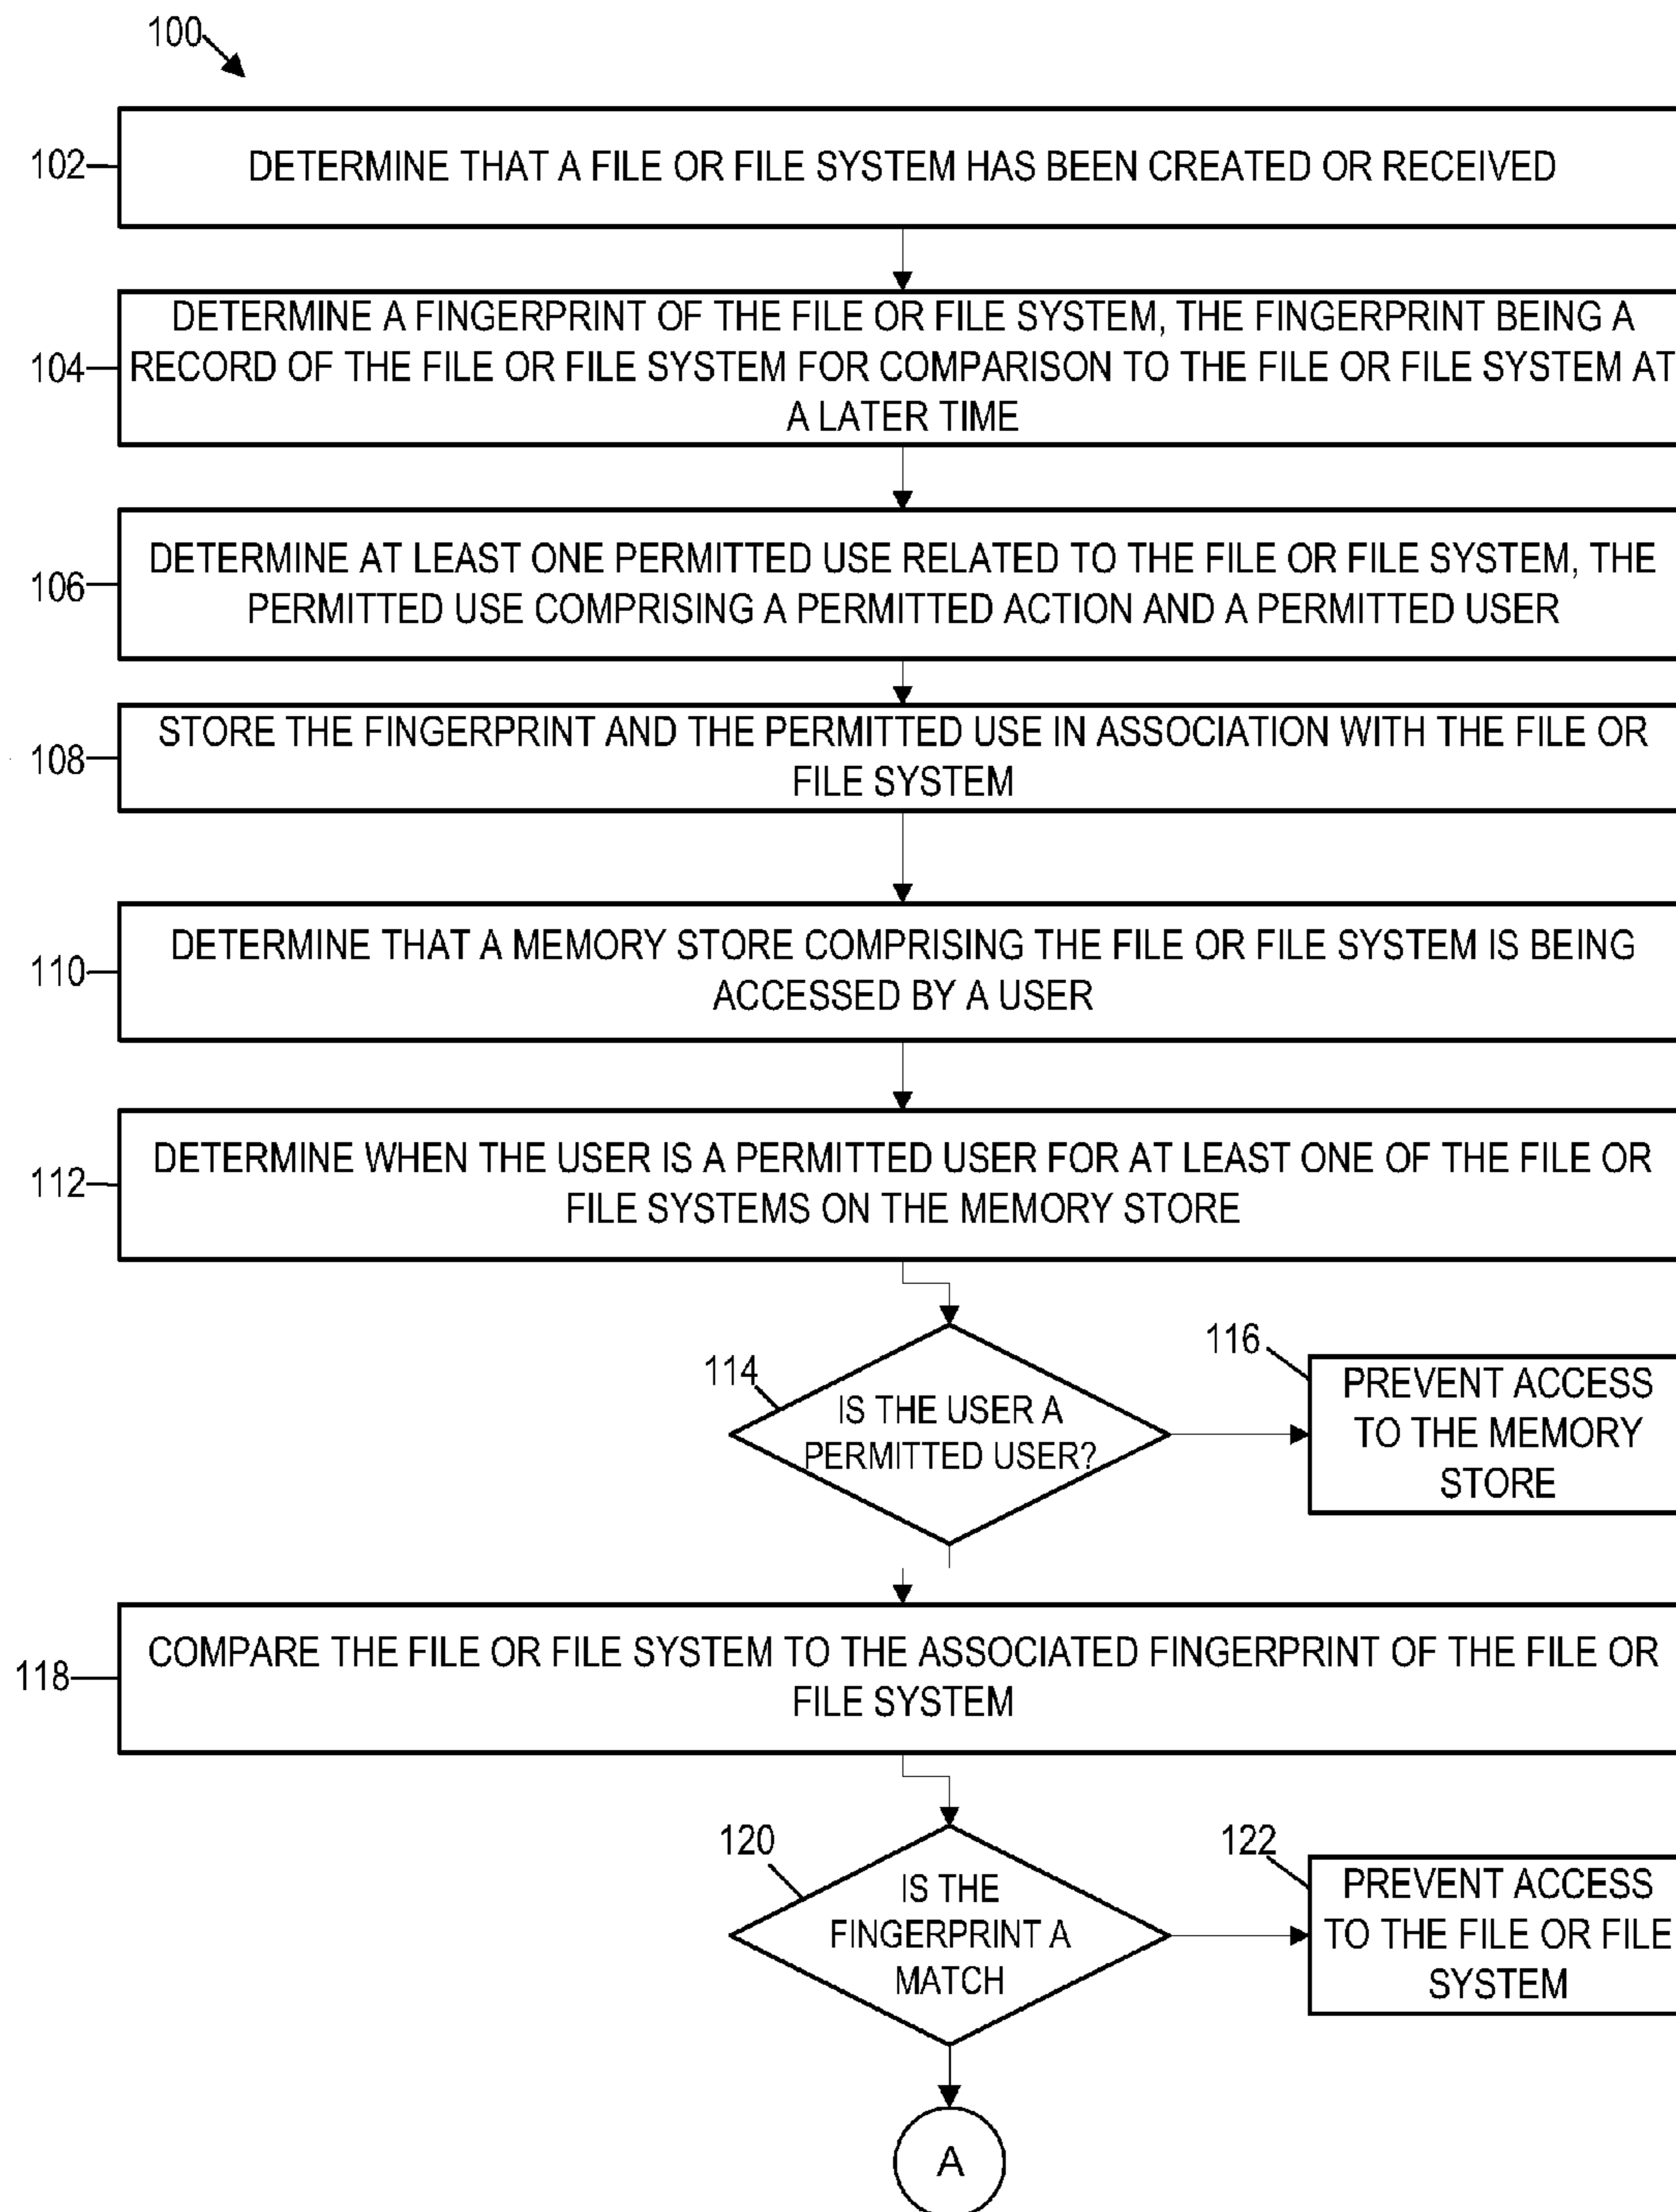 100
102
DETERMINE THAT A FILE OR FILE SYSTEM HAS BEEN CREATED OR RECEIVED
DETERMINE A FINGERPRINT OF THE FILE OR FILE SYSTEM, THE FINGERPRINT BEING A
104
RECORD OF THE FILE OR FILE SYSTEM FOR COMPARISON TO THE FILE OR FILE SYSTEM AT
A LATER TIME
106
DETERMINE AT LEAST ONE PERMITTED USE RELATED TO THE FILE OR FILE SYSTEM, THE
PERMITTED USE COMPRISING A PERMITTED ACTION AND A PERMITTED USER
108
STORE THE FINGERPRINT AND THE PERMITTED USE IN ASSOCIATION WITH THE FILE OR
FILE SYSTEM
110
DETERMINE THAT A MEMORY STORE COMPRISING THE FILE OR FILE SYSTEM IS BEING
ACCESSED BY A USER
112
DETERMINE WHEN THE USER IS A PERMITTED USER FOR AT LEAST ONE OF THE FILE OR
FILE SYSTEMS ON THE MEMORY STORE
114
IS THE USER A
PERMITTED USER?
116
PREVENT ACCESS
TO THE MEMORY
STORE
118
COMPARE THE FILE OR FILE SYSTEM TO THE ASSOCIATED FINGERPRINT OF THE FILE OR
FILE SYSTEM
120
IS THE
FINGERPRINT A
MATCH
122
PREVENT ACCESS
TO THE FILE OR FILE
SYSTEM
A